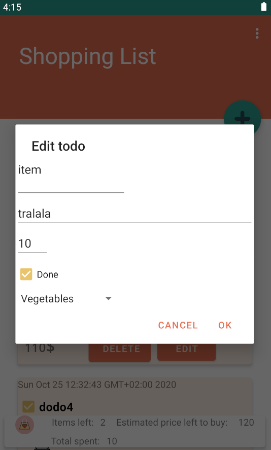 4:15
Shopping List
Edit todo
item
tralala
10
Done
Vegetables
CANCEL OK
110$ DELETE EDIT
Sun Oct 25 12:32:43 GMT+02:00 2020
dodo4
Items left: 2 Estimated price left to buy: 120
Total spent: 10